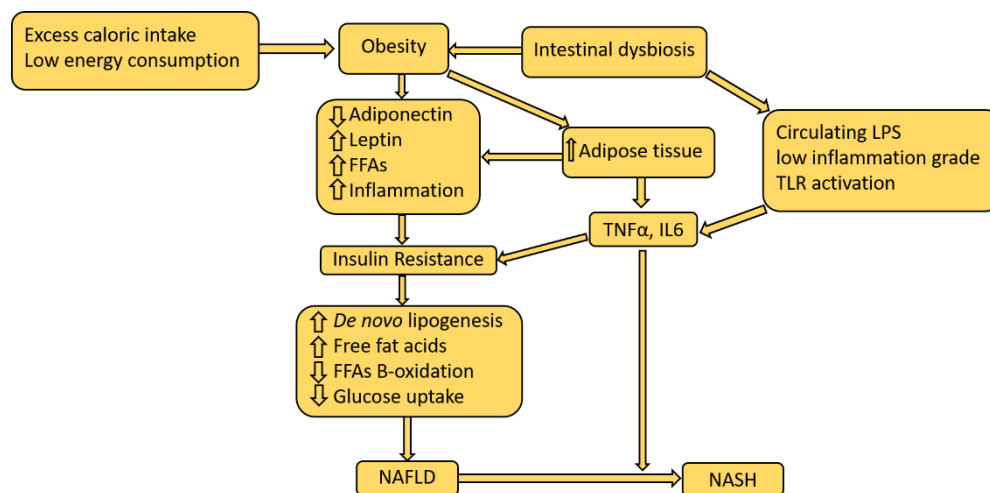 Excess caloric intake
Low energy consumption
Obesity
Intestinal dysbiosis
Adiponectin
Leptin
FFAs
Inflammation
Adipose tissue
Circulating LPS
low inflammation grade
TLR activation
TNFα, IL6
Insulin Resistance
De novo lipogenesis
Free fat acids
FFAs B-oxidation
Glucose uptake
NAFLD
NASH